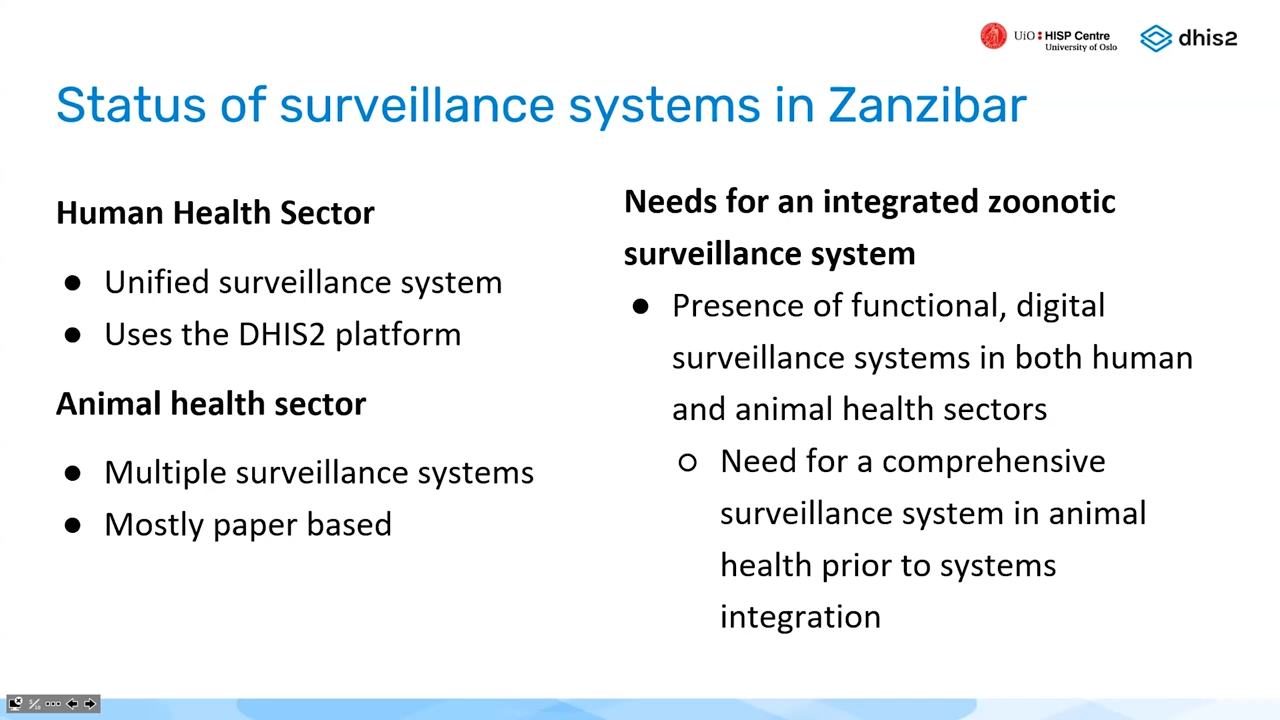 UiO: HISP Centre
University of Oslo
dhis2
Status of surveillance systems in Zanzibar
Human Health Sector
● Unified surveillance system
● Uses the DHIS2 platform
Animal health sector
● Multiple surveillance systems
● Mostly paper based
Needs for an integrated zoonotic
surveillance system
● Presence of functional, digital
surveillance systems in both human
and animal health sectors
○ Need for a comprehensive
surveillance system in animal
health prior to systems
integration